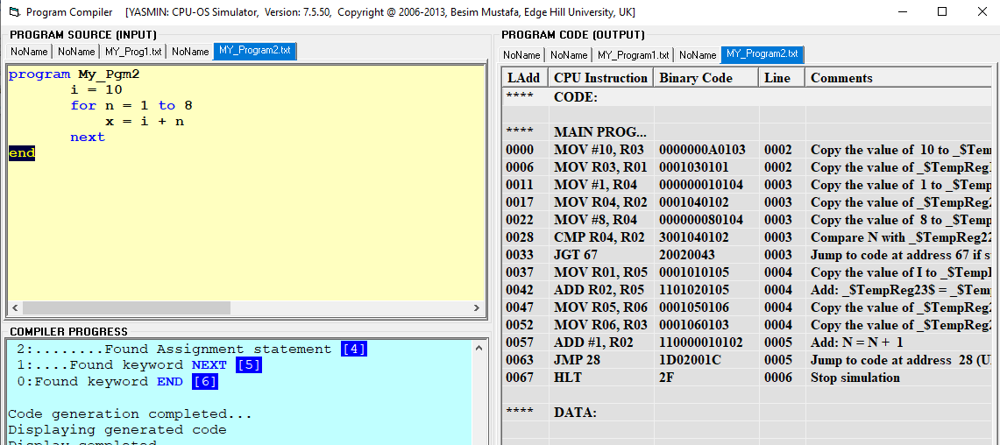 Program Compiler    [YASMIN: CPU-OS Simulator,  Version: 7.5.50,  Copyright @ 2006-2013, Besim Mustafa, Edge Hill University, UK]
PROGRAM SOURCE (INPUT)
NoName NoName MY_Prog1.txt NoName MY_Program2.txt
program My_Pgm2
i = 10
for n = 1 to 8
x = i + n
next
end
COMPILER PROGRESS
2:........Found Assignment statement [4]
1:....Found keyword NEXT [5]
0:Found keyword END [6]
Code generation completed...
Displaying generated code
Display completed
PROGRAM CODE (OUTPUT)
NoName NoName MY_Program1.txt NoName MY_Program2.txt
LAdd CPU Instruction Binary Code Line Comments
**** CODE:
**** MAIN PROG...
0000 MOV #10, R03 0000000A0103 0002 Copy the value of  10 to _$Tem
0006 MOV R03, R01 0001030101 0002 Copy the value of _$TempReg
0011 MOV #1, R04 000000010104 0003 Copy the value of  1 to _$Temp
0017 MOV R04, R02 0001040102 0003 Copy the value of _$TempReg2
0022 MOV #8, R04 000000080104 0003 Copy the value of  8 to _$Temp
0028 CMP R04, R02 3001040102 0003 Compare N with _$TempReg22
0033 JGT 67 20020043 0003 Jump to code at address 67 if s
0037 MOV R01, R05 0001010105 0004 Copy the value of I to _$Temp
0042 ADD R02, R05 1101020105 0004 Add: _$TempReg23$ = _$Tem
0047 MOV R05, R06 0001050106 0004 Copy the value of _$TempReg2
0052 MOV R06, R03 0001060103 0004 Copy the value of _$TempReg2
0057 ADD #1, R02 110000010102 0005 Add: N = N +  1
0063 JMP 28 1D02001C 0005 Jump to code at address  28 (U
0067 HLT 2F 0006 Stop simulation
**** DATA: